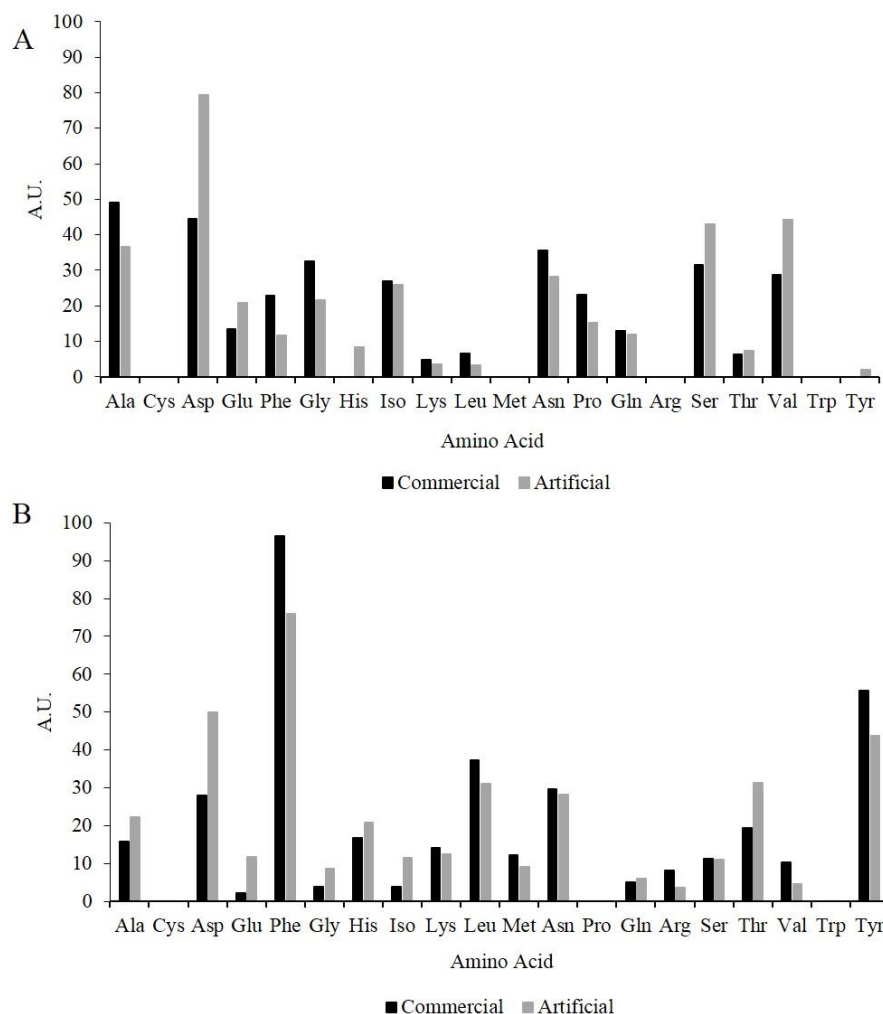 A
100
90
80
70
60
50
40
30
20
10
0
A.U.
Ala Cys Asp Glu Phe Gly His Iso Lys Leu Met Asn Pro Gln Arg Ser Thr Val Trp Tyr
Amino Acid
Commercial Artificial
B
100
90
80
70
60
50
40
30
20
10
0
A.U.
Ala Cys Asp Glu Phe Gly His Iso Lys Leu Met Asn Pro Gln Arg Ser Thr Val Trp Tyr
Amino Acid
Commercial Artificial